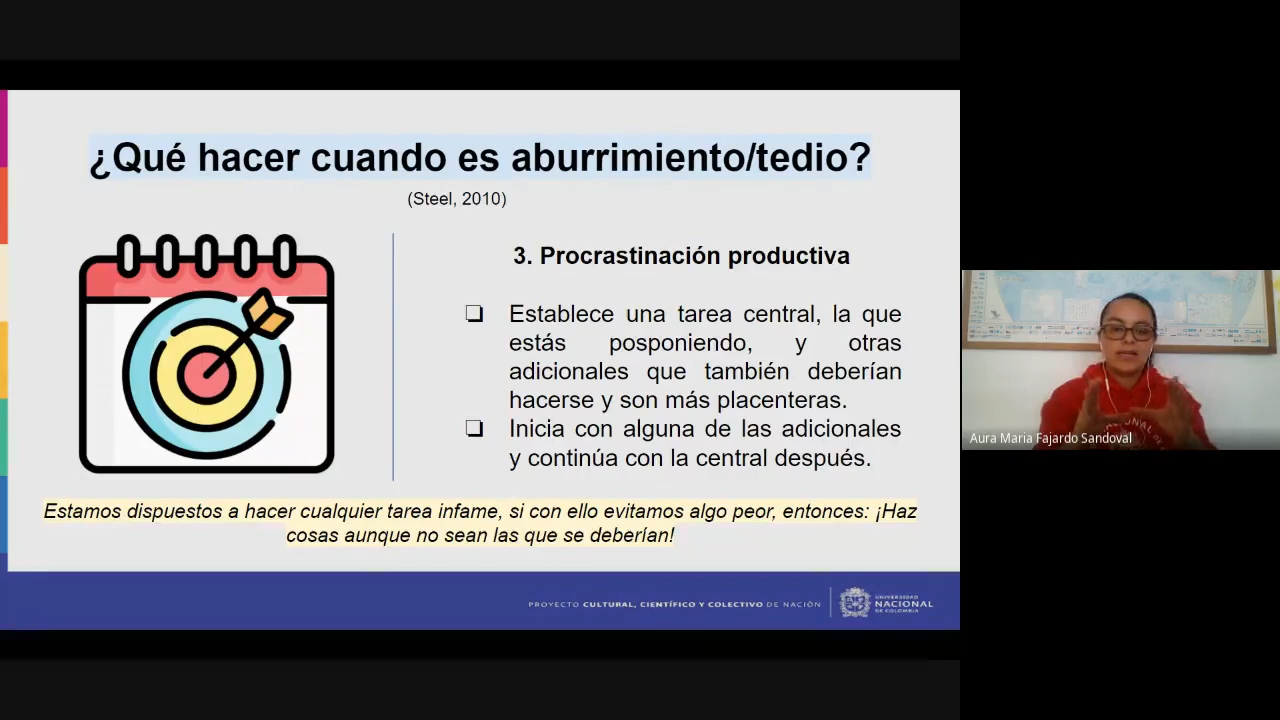 ¿Qué hacer cuando es aburrimiento/tedio?
(Steel, 2010)
3. Procrastinación productiva
❏ Establece una tarea central, la que
estás posponiendo, y otras
adicionales que también deberían
hacerse y son más placenteras.
❏ Inicia con alguna de las adicionales
y continúa con la central después.
Estamos dispuestos a hacer cualquier tarea infame, si con ello evitamos algo peor, entonces: ¡Haz
cosas aunque no sean las que se deberían!
PROYECTO CULTURAL, CIENTÍFICO Y COLECTIVO DE NACIÓN
UNIVERSIDAD
NACIONAL
DE COLOMBIA
Aura Maria Fajardo Sandoval